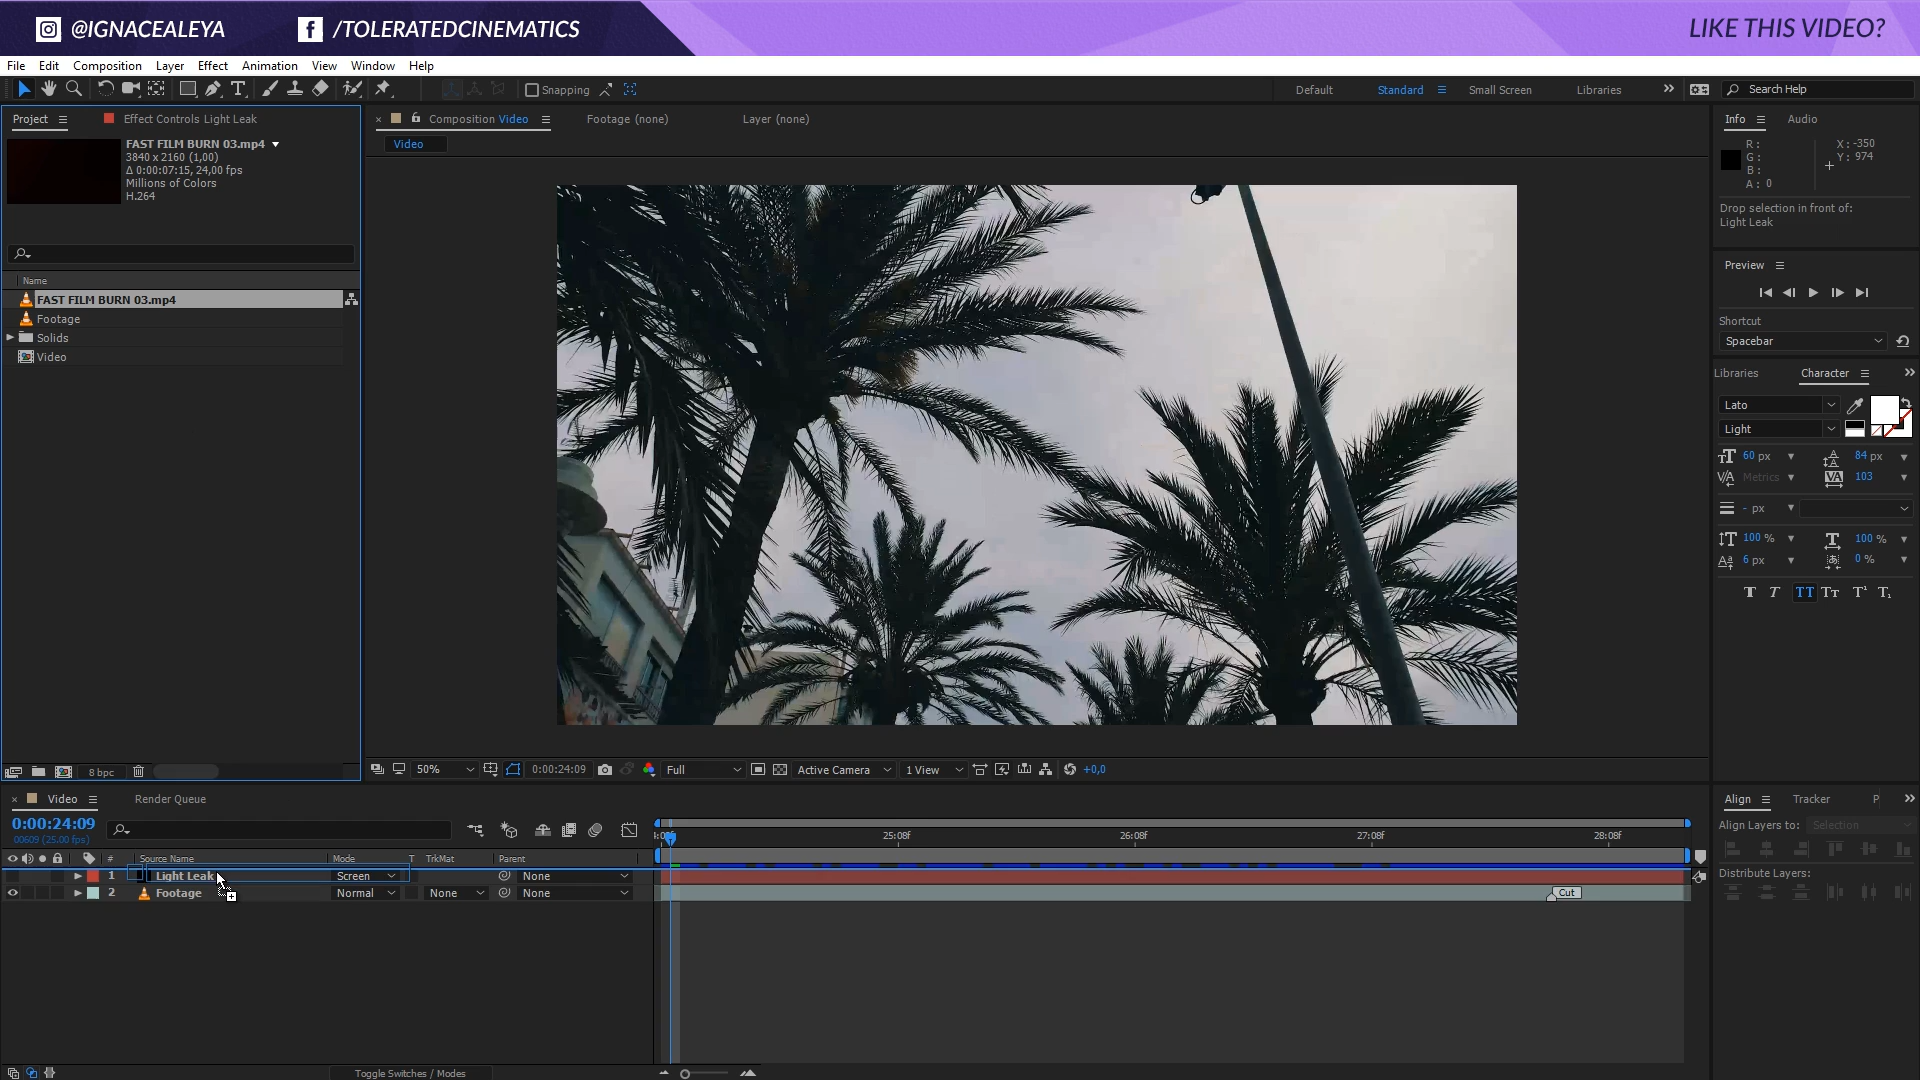 @IGNACEALEYA
/TOLERATEDCINEMATICS
LIKE THIS VIDEO?
File Edit Composition Layer Effect Animation View Window Help
Snapping
Default Standard Small Screen Libraries
Search Help
Project
Effect Controls Light Leak
FAST FILM BURN 03.mp4
3840 x 2160 (1,00)
Δ 0:00:07:15, 24,00 fps
Millions of Colors
H.264
Name
FAST FILM BURN 03.mp4
Footage
Solids
Video
8 bpc
Composition Video
Footage (none)
Layer (none)
Video
50%
0:00:24:09
Full
Active Camera
1 View
+0,0
Info Audio
R :
G :
B :
A : 0
X : -350
Y : 974
Drop selection in front of:
Light Leak
Preview
Shortcut
Spacebar
Libraries Character
Lato
Light
60 px
84 px
Metrics
103
- px
100 %
100 %
6 px
0 %
Video
Render Queue
0:00:24:09
00609 (25.00 fps)
# Source Name Mode T TrkMat Parent
1 Light Leak Screen None
2 Footage Normal None None
25:08f 26:08f 27:08f 28:08f
Cut
Toggle Switches / Modes
Align Tracker P
Align Layers to: Selection
Distribute Layers: